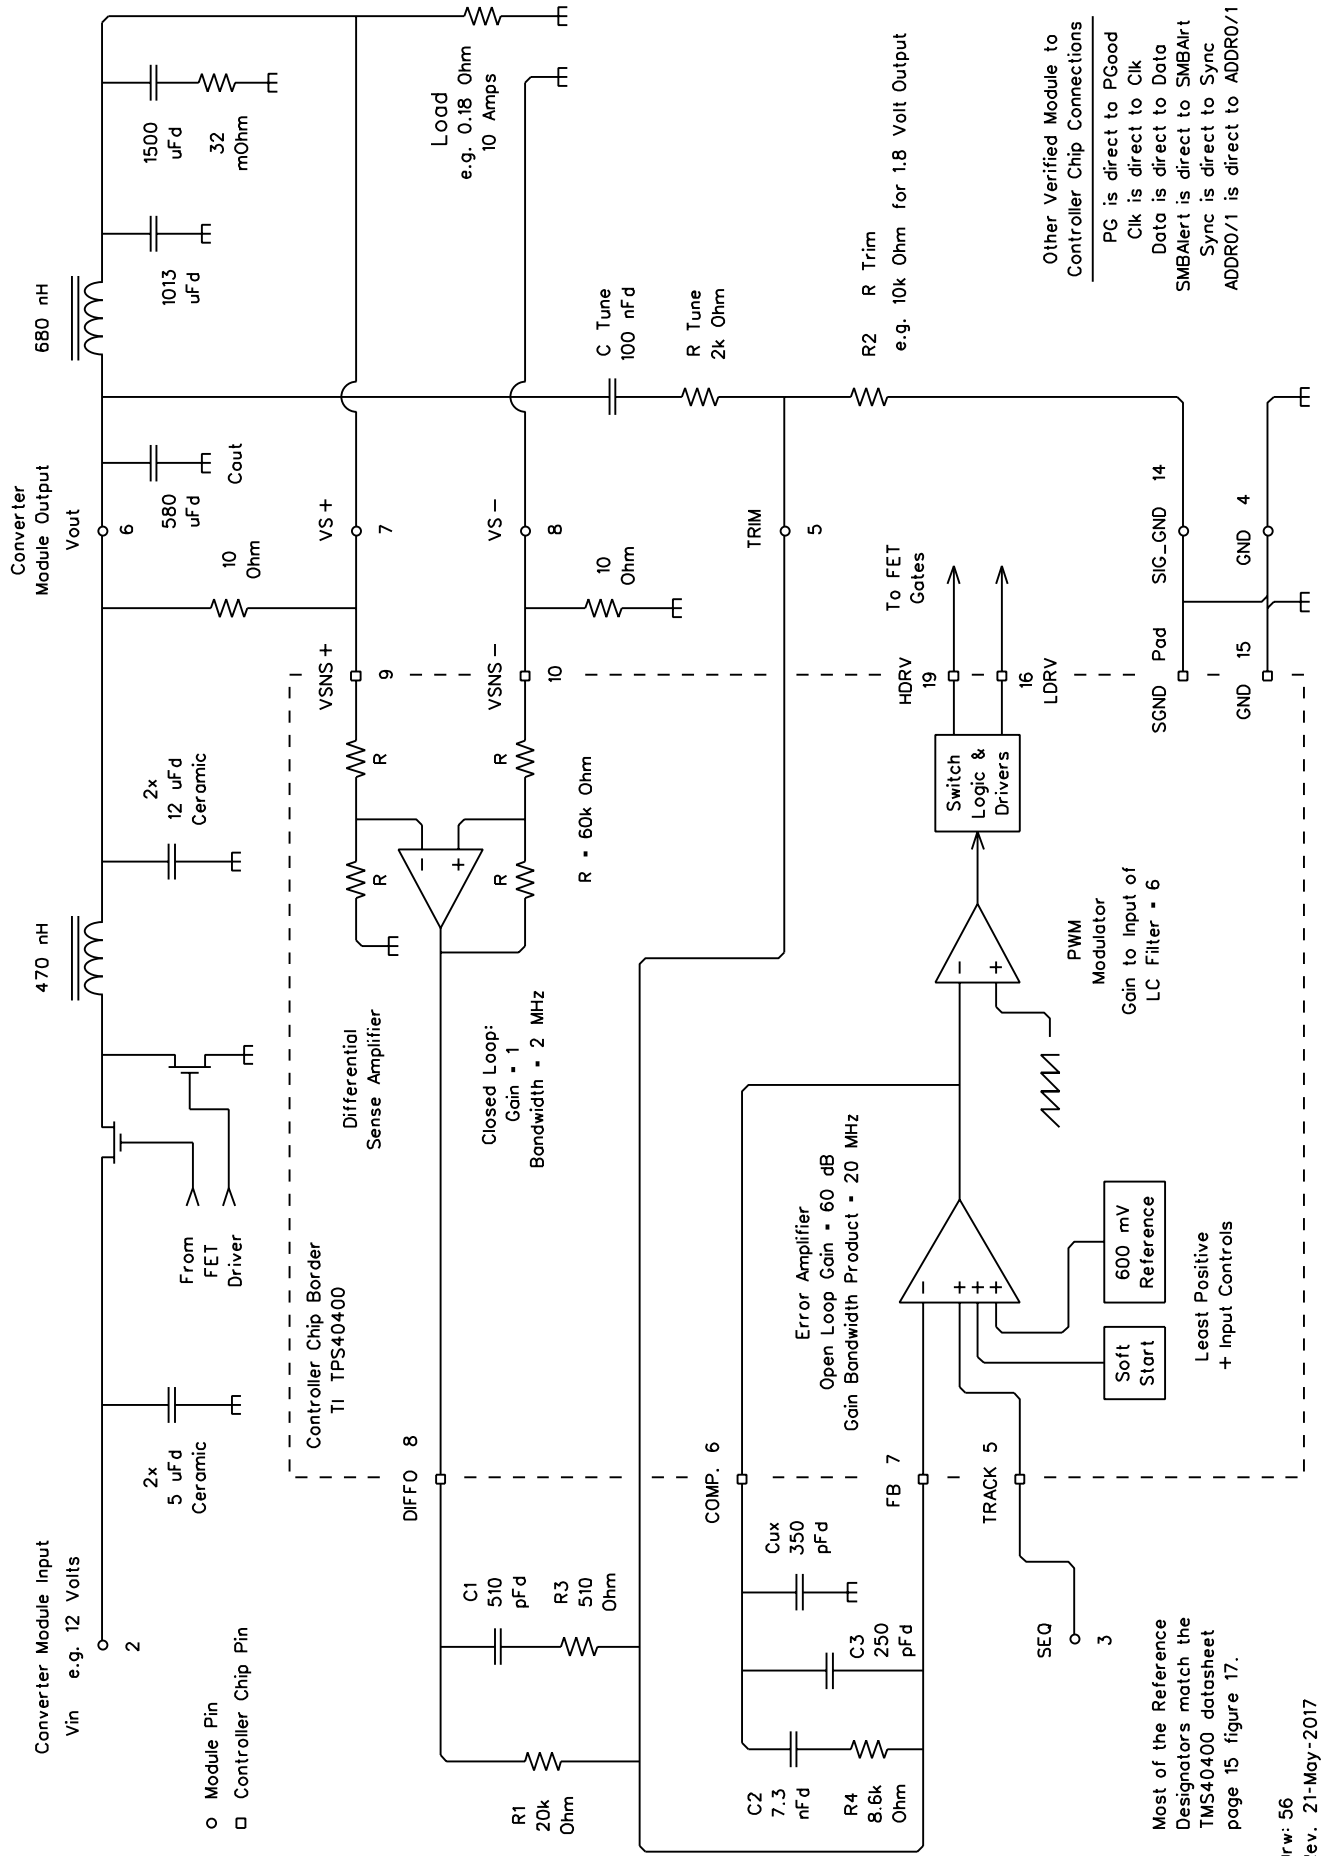 Converter Module Input
Vin e.g. 12 Volts
2
2x
5 uFd
Ceramic
From
FET
Driver
470 nH
2x
12 uFd
Ceramic
Converter
Module Output
Vout
6
10
Ohm
580
uFd
Cout
680 nH
1013
uFd
1500
uFd
32
mOhm
Load
e.g. 0.18 Ohm
10 Amps
Module Pin
Controller Chip Pin
Controller Chip Border
TI TPS40400
Differential
Sense Amplifier
Closed Loop:
Gain = 1
Bandwidth = 2 MHz
R
R
R
R
R = 60k Ohm
VSNS +
9
VS +
7
VSNS −
10
VS −
8
10
Ohm
C Tune
100 nFd
R Tune
2k Ohm
TRIM
5
R2 R Trim
e.g. 10k Ohm for 1.8 Volt Output
DIFFO 8
C1
510
pFd
R3
510
Ohm
R1
20k
Ohm
COMP. 6
Cux
350
pFd
C3
250
pFd
C2
7.3
nFd
R4
8.6k
Ohm
FB 7
TRACK 5
SEQ
3
Error Amplifier
Open Loop Gain = 60 dB
Gain Bandwidth Product = 20 MHz
−
+
− + + +
Soft
Start
600 mV
Reference
Least Positive
+ Input Controls
− +
PWM
Modulator
Gain to Input of
LC Filter = 6
Switch
Logic &
Drivers
HDRV
19
16
LDRV
To FET
Gates
SGND Pad
SIG_GND 14
GND 15
GND 4
Other Verified Module to
Controller Chip Connections
PG is direct to PGood
Clk is direct to Clk
Data is direct to Data
SMBAlert is direct to SMBAlrt
Sync is direct to Sync
ADDR0/1 is direct to ADDR0/1
Most of the Reference
Designators match the
TMS40400 datasheet
page 15 figure 17.
rw: 56
ev. 21-May-2017